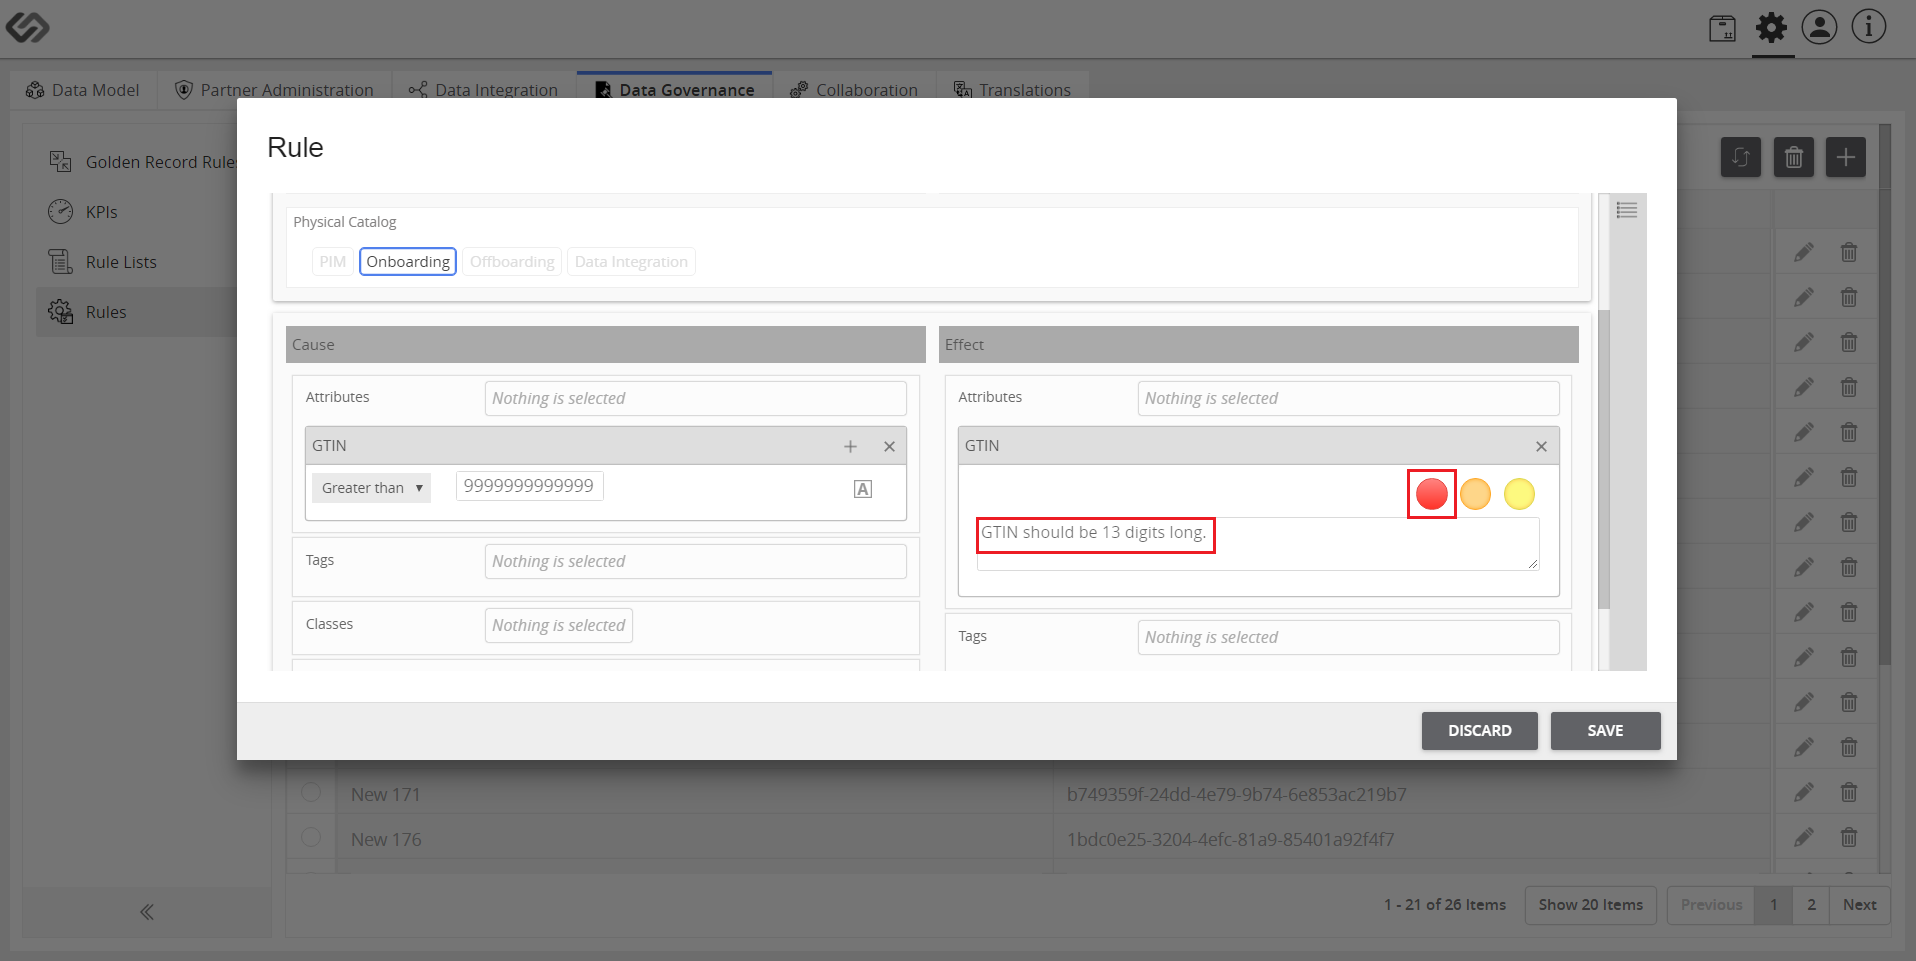 Data Model
Partner Administration
Data Integration
Data Governance
Collaboration
Translations
Golden Record Rules
KPIs
Rule Lists
Rules
Rule
Physical Catalog
PIM
Onboarding
Offboarding
Data Integration
Cause
Effect
Attributes
Nothing is selected
Attributes
Nothing is selected
GTIN
GTIN
Greater than
9999999999999
A
GTIN should be 13 digits long.
Tags
Nothing is selected
Classes
Nothing is selected
Tags
Nothing is selected
DISCARD
SAVE
New 171
b749359f-24dd-4e79-9b74-6e853ac219b7
New 176
1bdc0e25-3204-4efc-81a9-85401a92f4f7
1 - 21 of 26 Items
Show 20 Items
Previous
1
2
Next